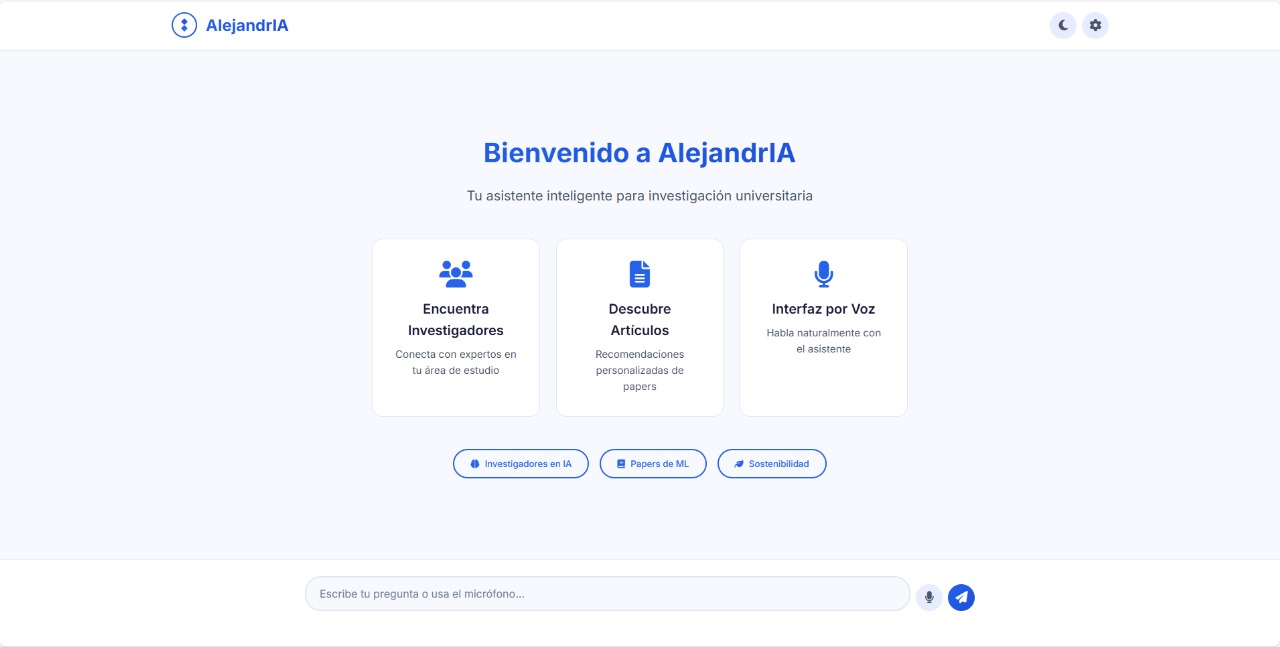 AlejandrIA
Bienvenido a AlejandrIA
Tu asistente inteligente para investigación universitaria
Encuentra
Investigadores
Conecta con expertos en
tu área de estudio
Descubre
Artículos
Recomendaciones
personalizadas de
papers
Interfaz por Voz
Habla naturalmente con
el asistente
Investigadores en IA
Papers de ML
Sostenibilidad
Escribe tu pregunta o usa el micrófono...